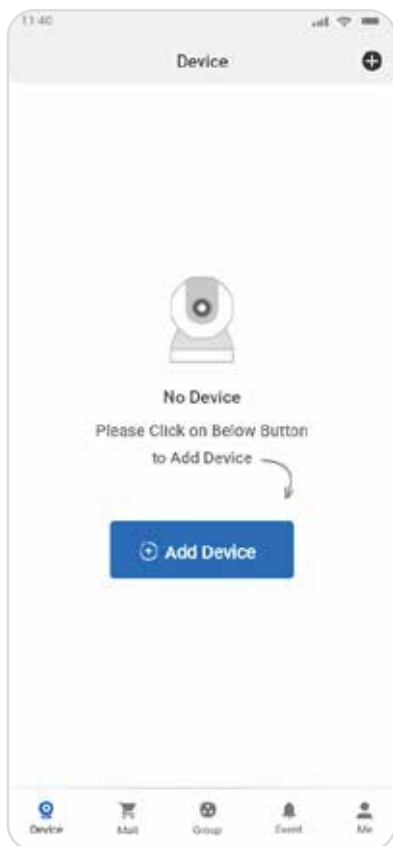 11:40
Device
No Device
Please Click on Below Button
to Add Device
Add Device
Device
Mall
Group
Event
Me